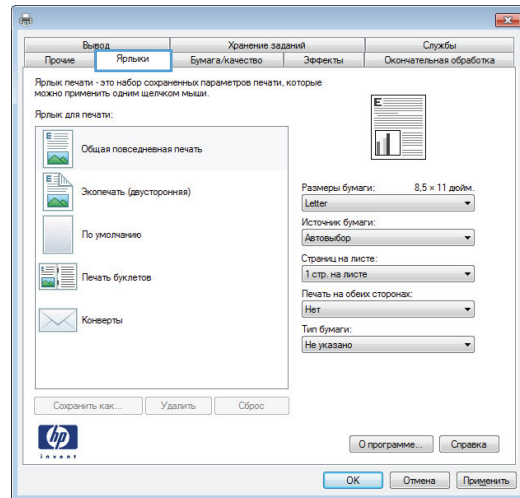 Вывод
Хранение заданий
Службы
Прочие
Ярлыки
Бумага/качество
Эффекты
Окончательная обработка
Ярлык печати - это набор сохраненных параметров печати, которые
можно применить одним щелчком мыши.
Ярлык для печати:
Общая повседневная печать
Экопечать (двусторонняя)
По умолчанию
Печать буклетов
Конверты
Сохранить как...
Удалить
Сброс
E
Размеры бумаги:
8,5 × 11 дюйм.
Letter
Источник бумаги:
Автовыбор
Страниц на листе:
1 стр. на листе
Печать на обеих сторонах:
Нет
Тип бумаги:
Не указано
hp
invent
О программе...
Справка
OK
Отмена
Применить